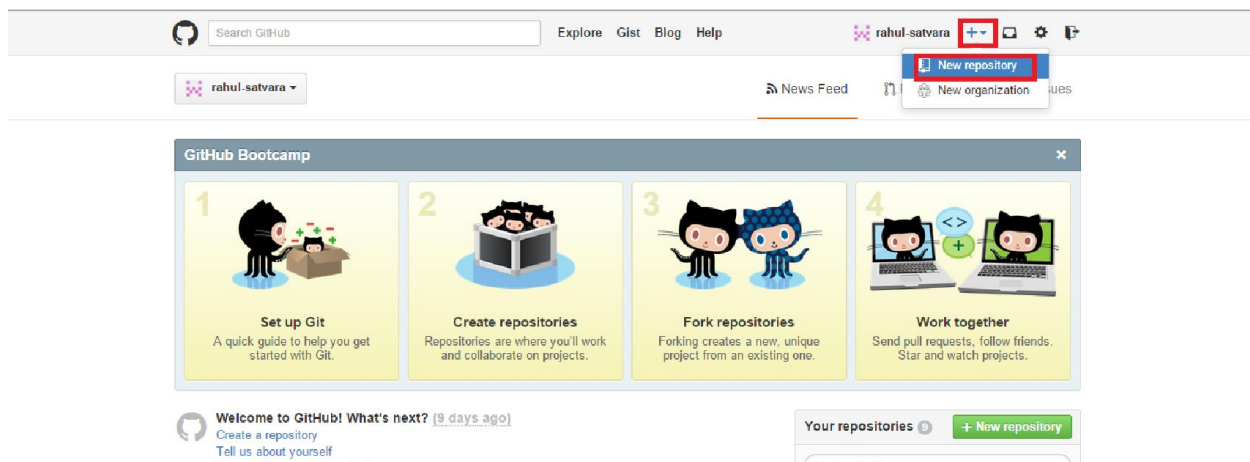 Search GitHub
Explore Gist Blog Help
rahul-satvara
New repository
New organization
rahul-satvara
News Feed
ues
GitHub Bootcamp
1
Set up Git
A quick guide to help you get
started with Git.
2
Create repositories
Repositories are where you'll work
and collaborate on projects.
3
Fork repositories
Forking creates a new, unique
project from an existing one.
4
Work together
Send pull requests, follow friends.
Star and watch projects.
Welcome to GitHub! What's next? (9 days ago)
Create a repository
Tell us about yourself
Your repositories 9
+ New repository